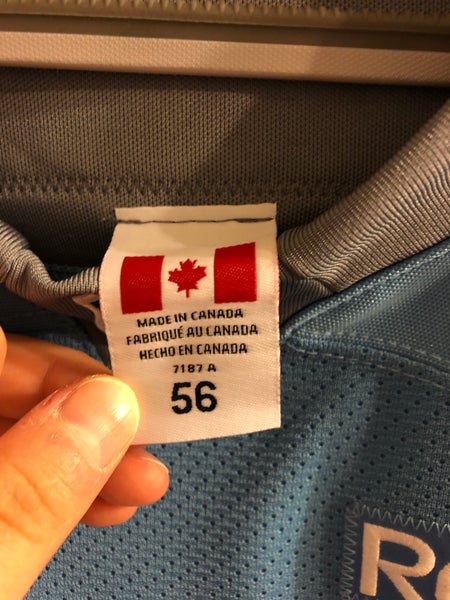 MADE IN CANADA
FABRIQUÉ AU CANADA
HECHO EN CANADA
7187 A
56